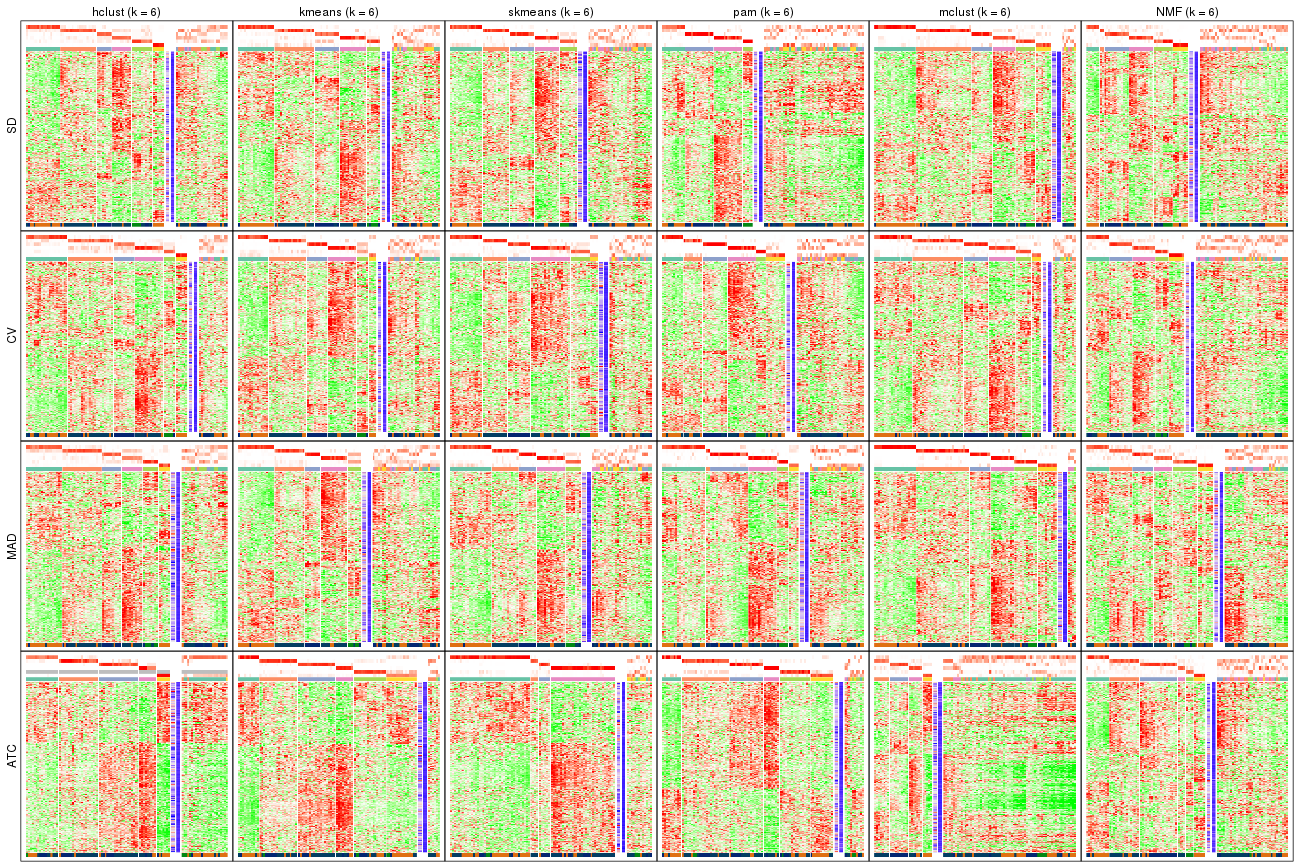 hclust (k = 6) kmeans (k = 6) skmeans (k = 6) pam (k = 6) mclust (k = 6) NMF (k = 6)
SD
CV
MAD
ATC